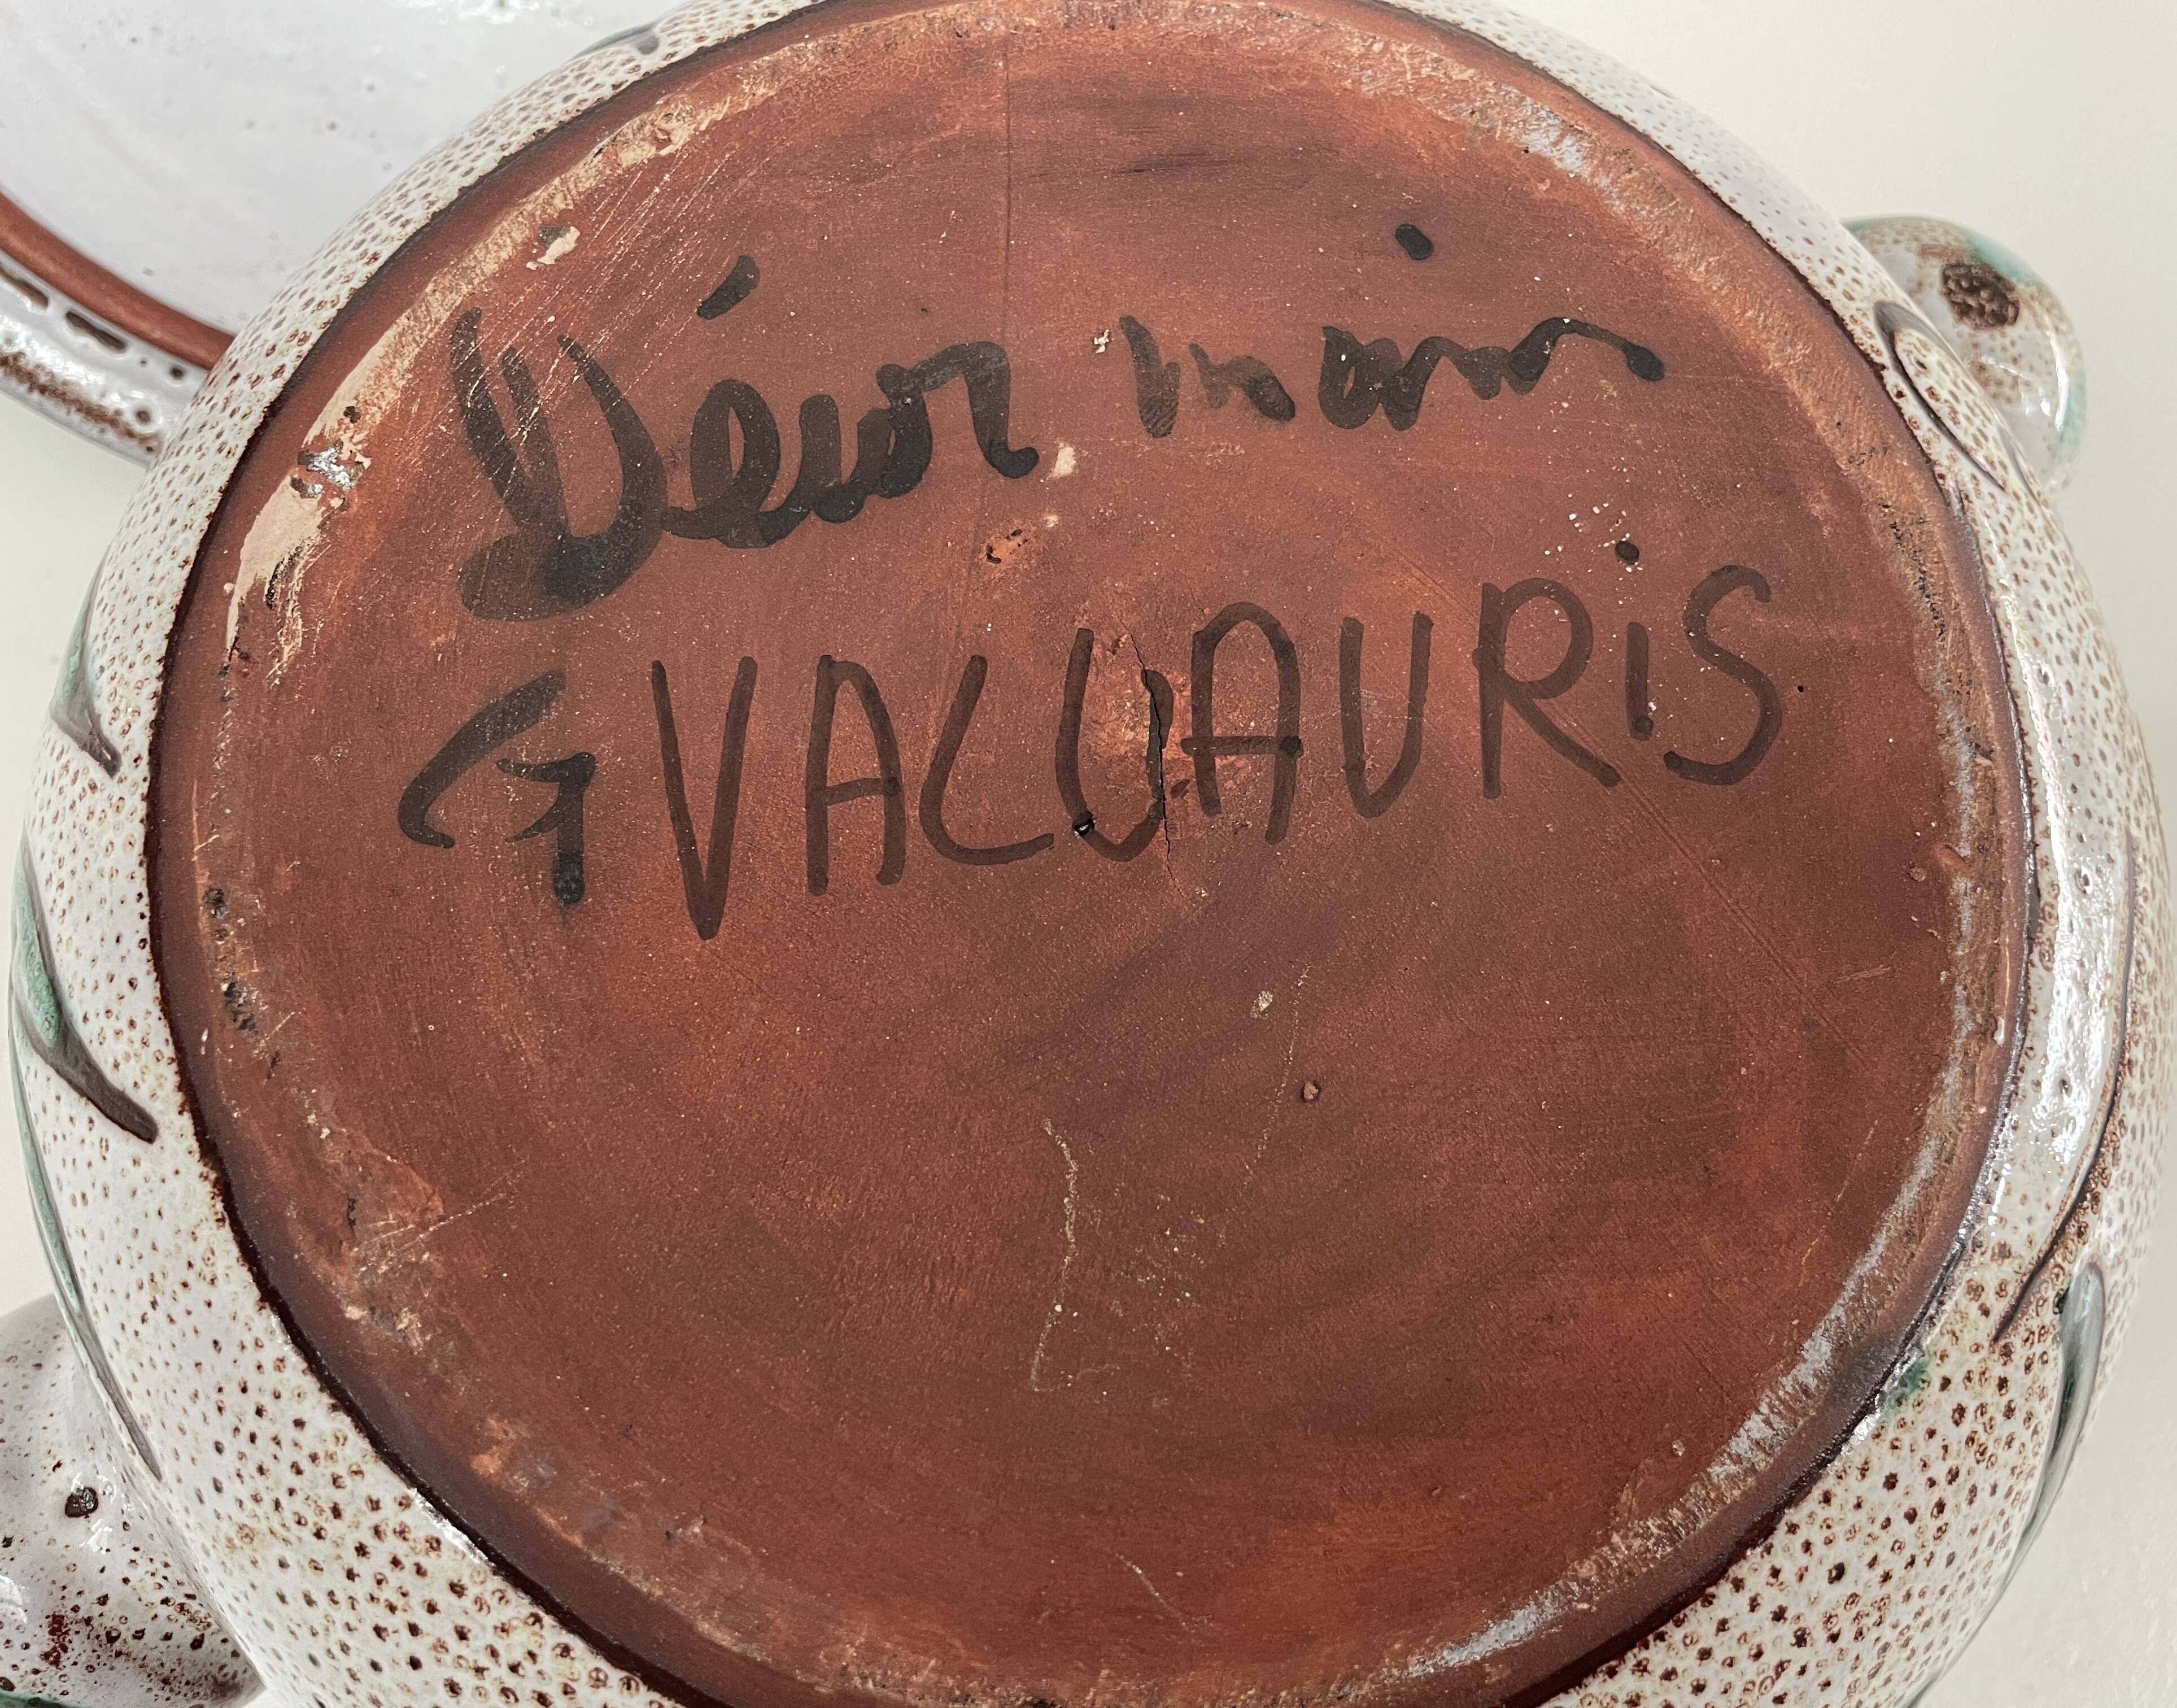 Décor main
G VALLAURiS